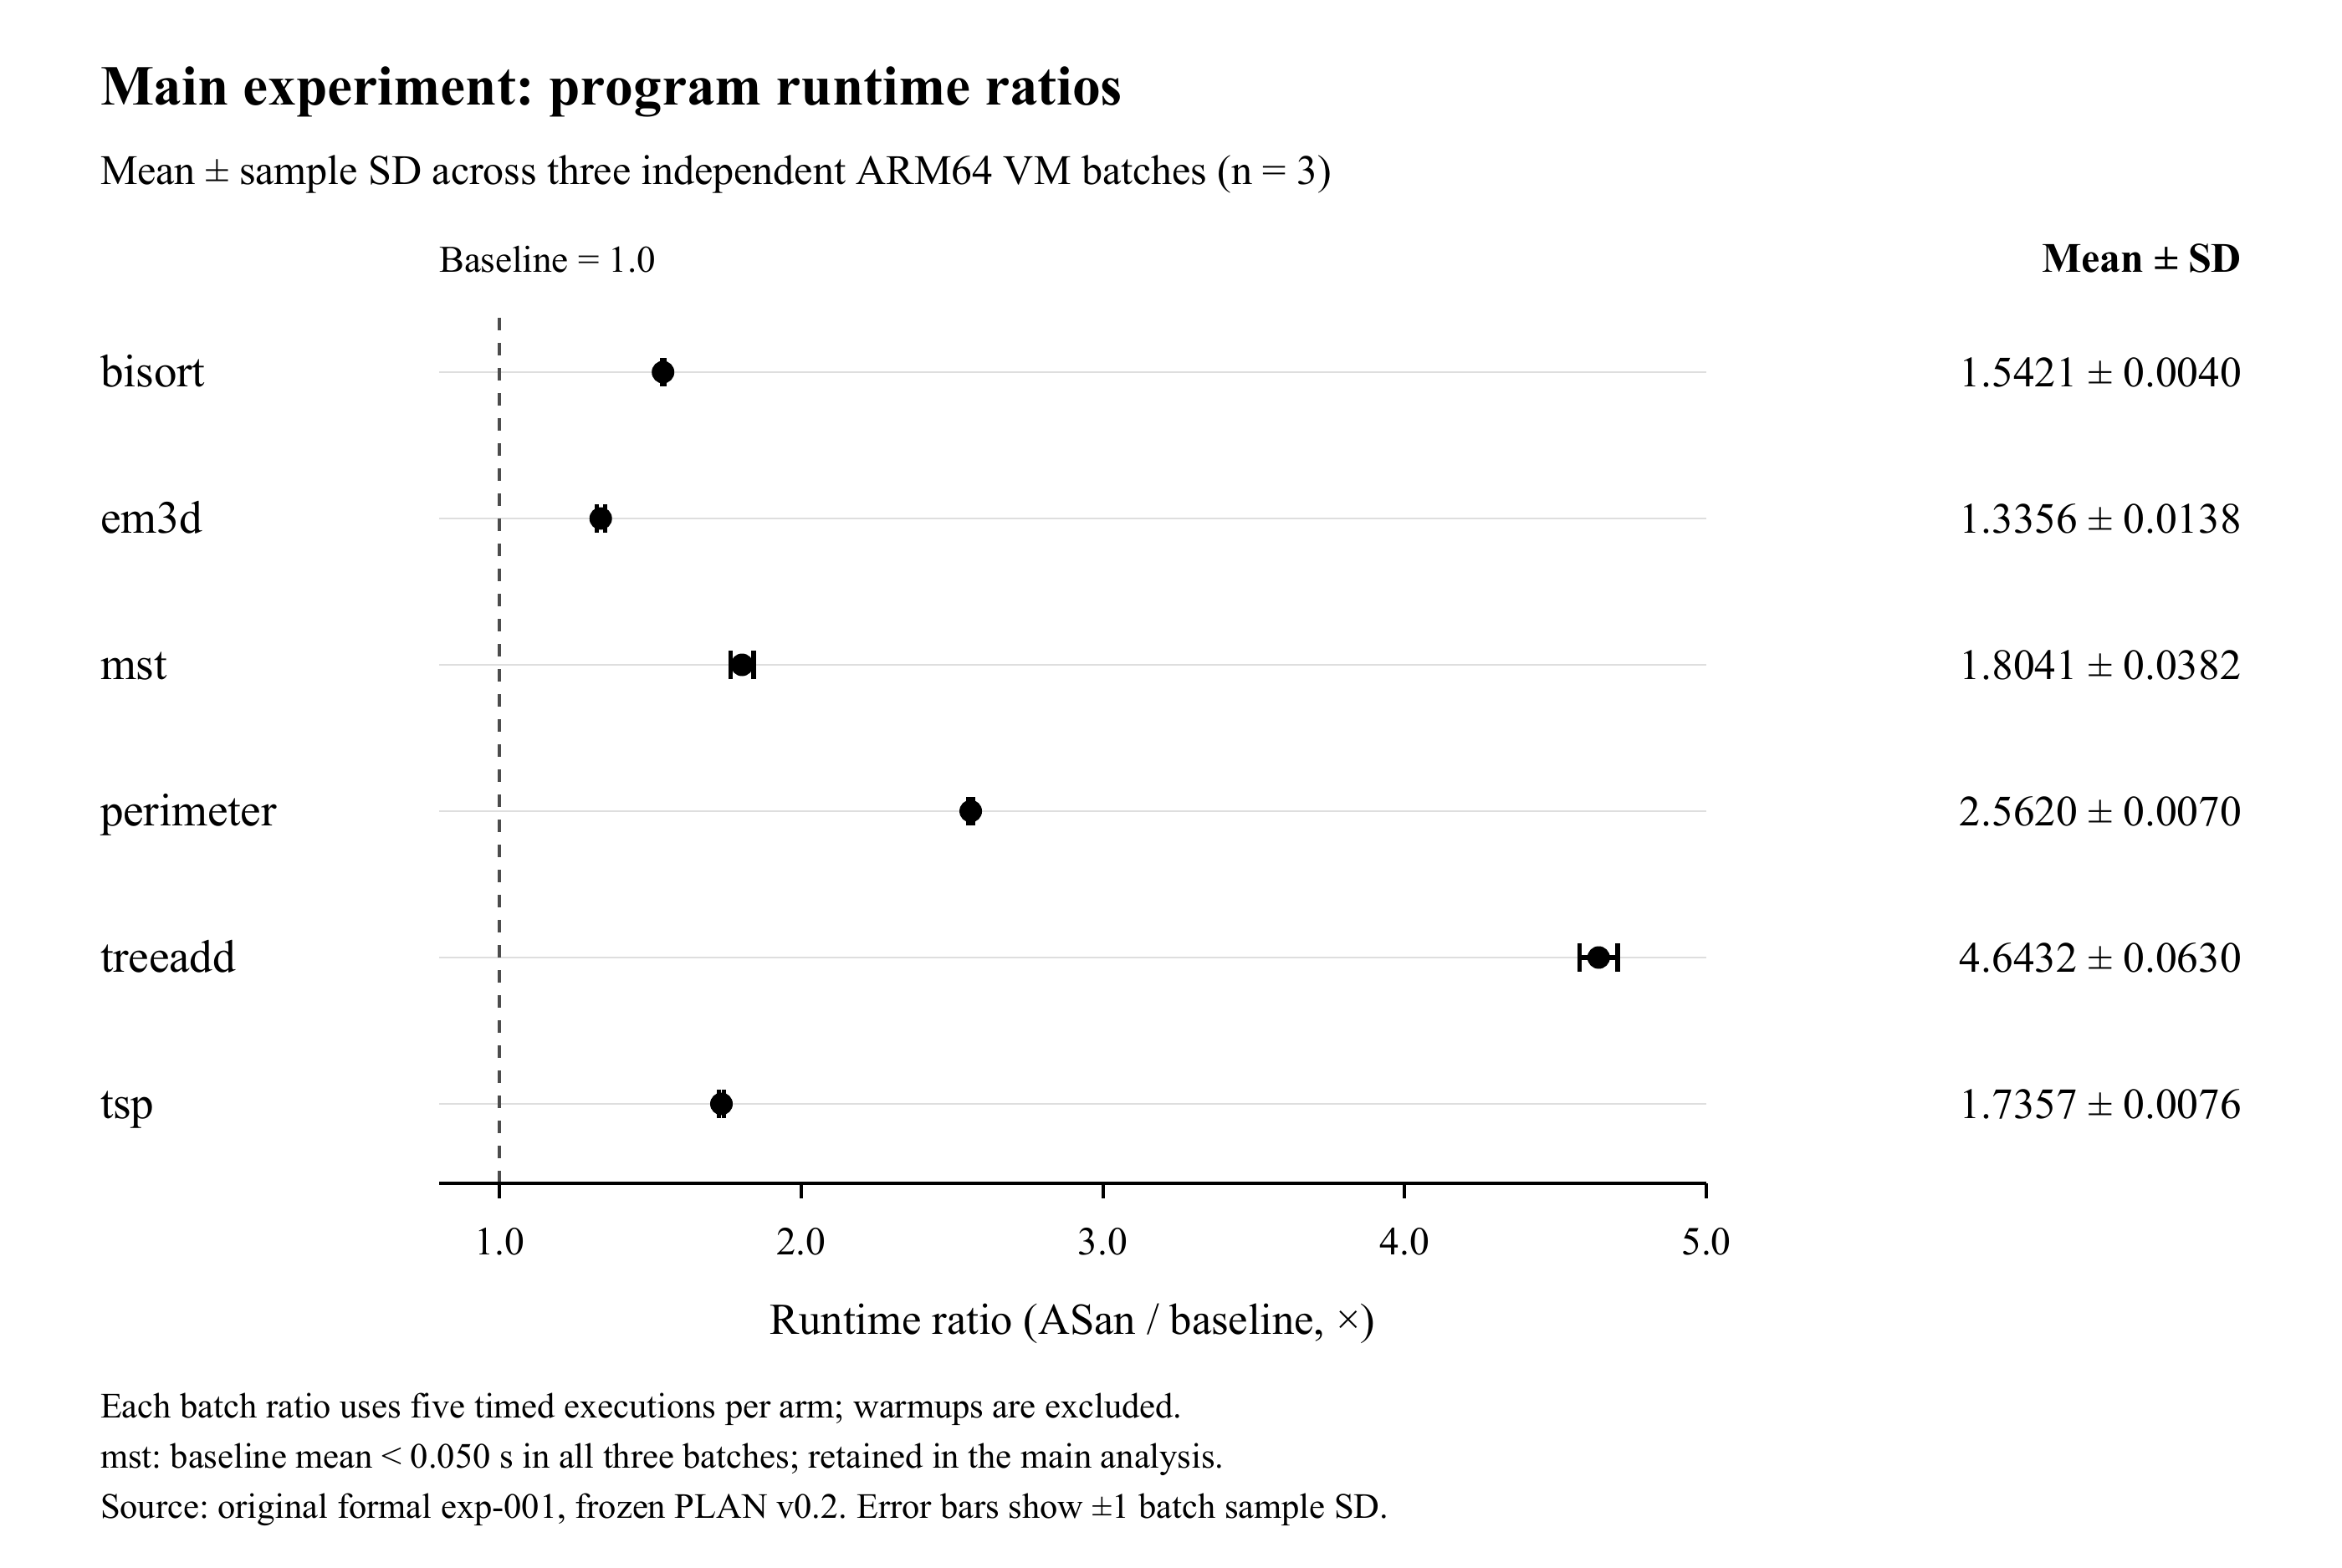 Main experiment: program runtime ratios
Mean ± sample SD across three independent ARM64 VM batches (n = 3)
Baseline = 1.0
Mean ± SD
bisort 1.5421 ± 0.0040
em3d 1.3356 ± 0.0138
mst 1.8041 ± 0.0382
perimeter 2.5620 ± 0.0070
treeadd 4.6432 ± 0.0630
tsp 1.7357 ± 0.0076
1.0 2.0 3.0 4.0 5.0
Runtime ratio (ASan / baseline, ×)
Each batch ratio uses five timed executions per arm; warmups are excluded.
mst: baseline mean < 0.050 s in all three batches; retained in the main analysis.
Source: original formal exp-001, frozen PLAN v0.2. Error bars show ±1 batch sample SD.